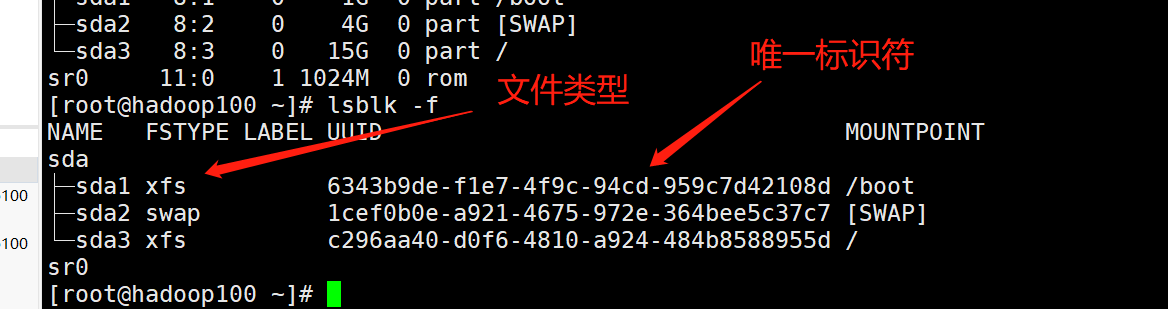 sda1 8:1 0 1G 0 part /boot
├─sda2 8:2 0 4G 0 part [SWAP]
└─sda3 8:3 0 15G 0 part /
sr0 11:0 1 1024M 0 rom
唯一标识符
文件类型
[root@hadoop100 ~]# lsblk -f
NAME FSTYPE LABEL UUID MOUNTPOINT
sda
├─sda1 xfs 6343b9de-f1e7-4f9c-94cd-959c7d42108d /boot
├─sda2 swap 1cef0b0e-a921-4675-972e-364bee5c37c7 [SWAP]
└─sda3 xfs c296aa40-d0f6-4810-a924-484b8588955d /
sr0
[root@hadoop100 ~]#
100
100